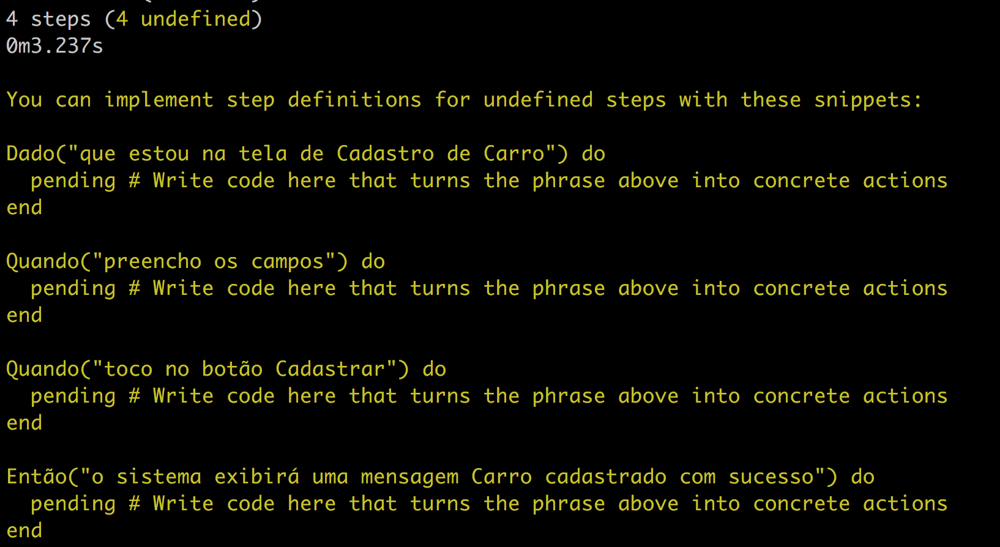 4 steps (4 undefined)
0m3.237s
You can implement step definitions for undefined steps with these snippets:
Dado("que estou na tela de Cadastro de Carro") do
  pending # Write code here that turns the phrase above into concrete actions
end
Quando("preencho os campos") do
  pending # Write code here that turns the phrase above into concrete actions
end
Quando("toco no botão Cadastrar") do
  pending # Write code here that turns the phrase above into concrete actions
end
Então("o sistema exibirá uma mensagem Carro cadastrado com sucesso") do
  pending # Write code here that turns the phrase above into concrete actions
end